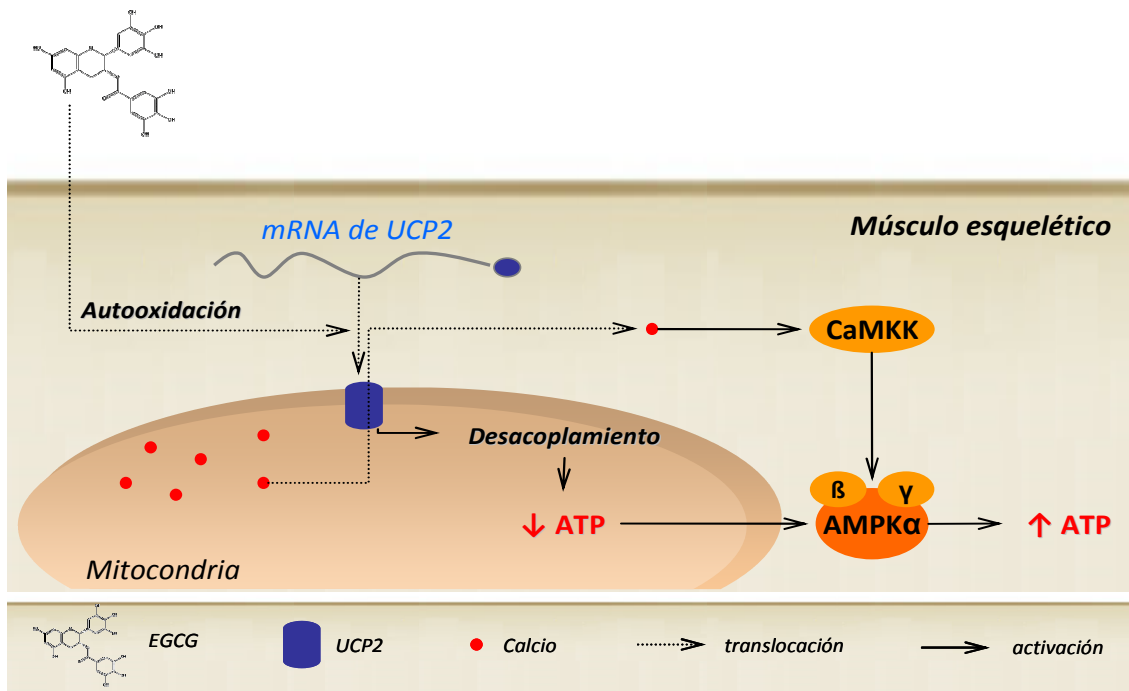 mRNA de UCP2
Músculo esquelético
Autooxidación
CaMKK
Desacoplamiento
ß
γ
↓ ATP
AMPKα
↑ ATP
Mitocondria
EGCG
UCP2
Calcio
translocación
activación